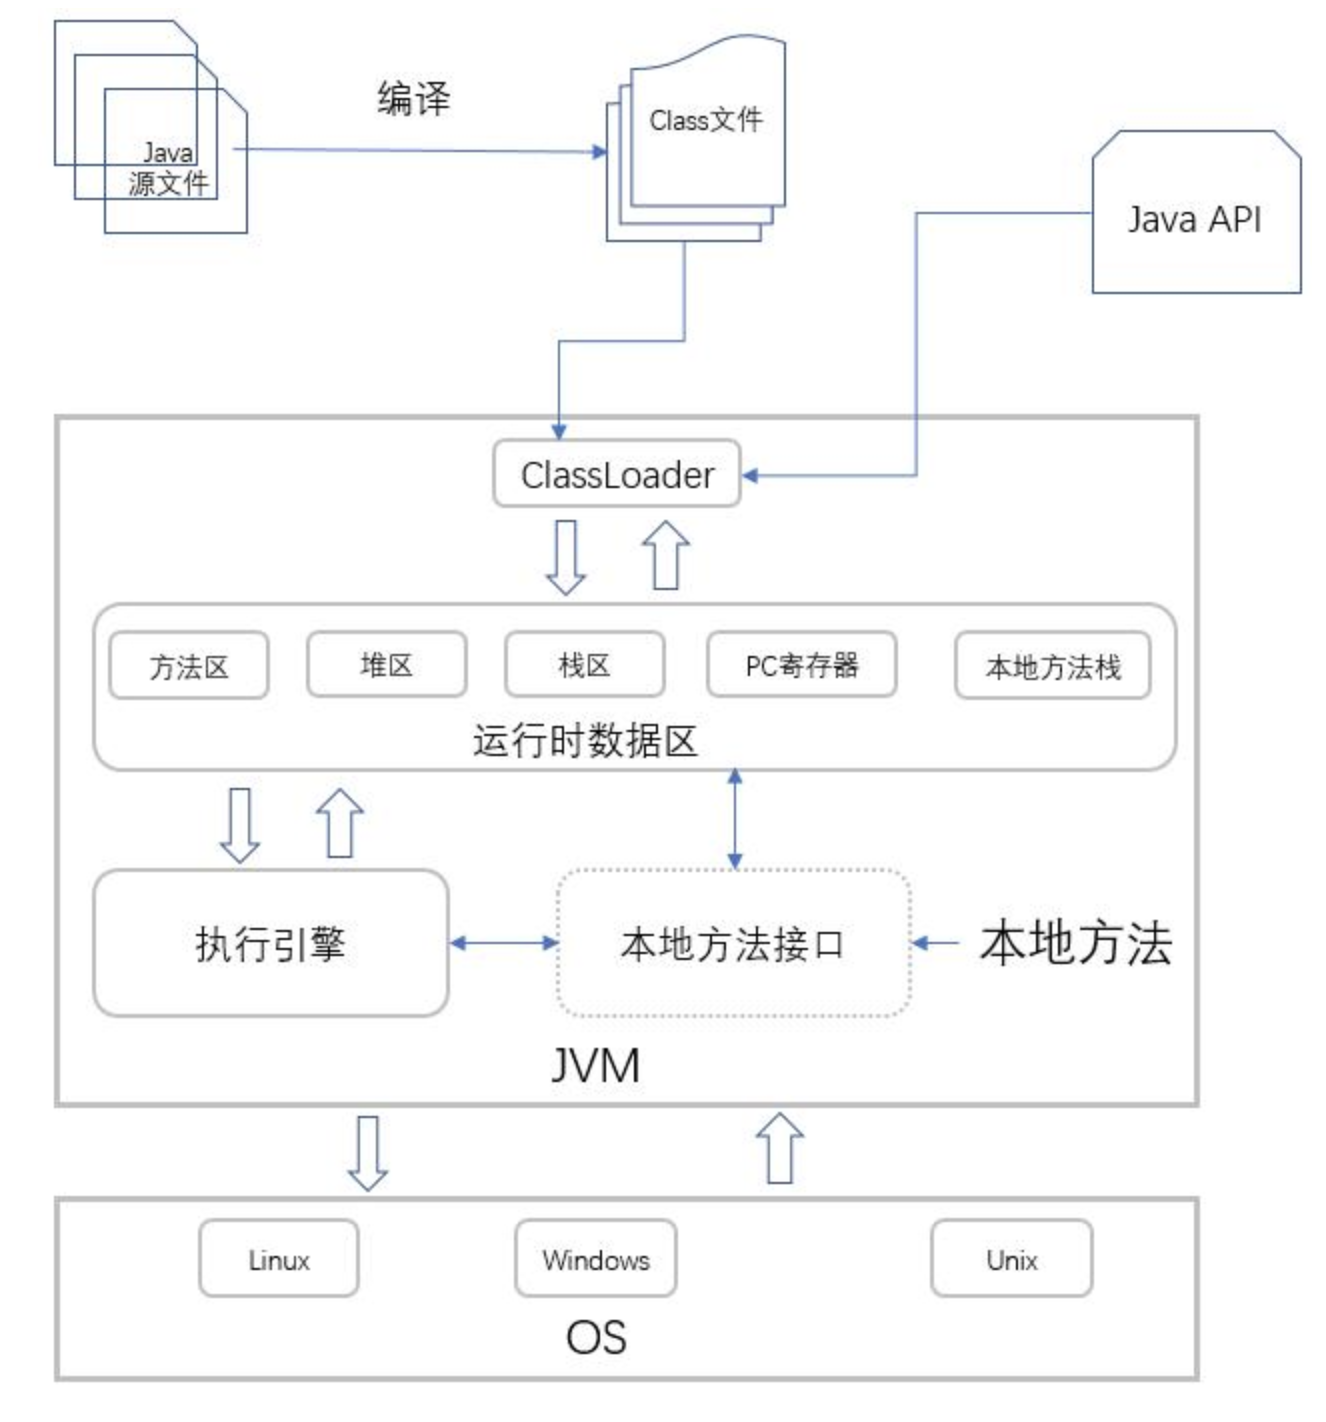 编译
Class文件
Java
源文件
Java API
ClassLoader
方法区
堆区
栈区
PC寄存器
本地方法栈
运行时数据区
执行引擎
本地方法接口
本地方法
JVM
Linux
Windows
Unix
OS